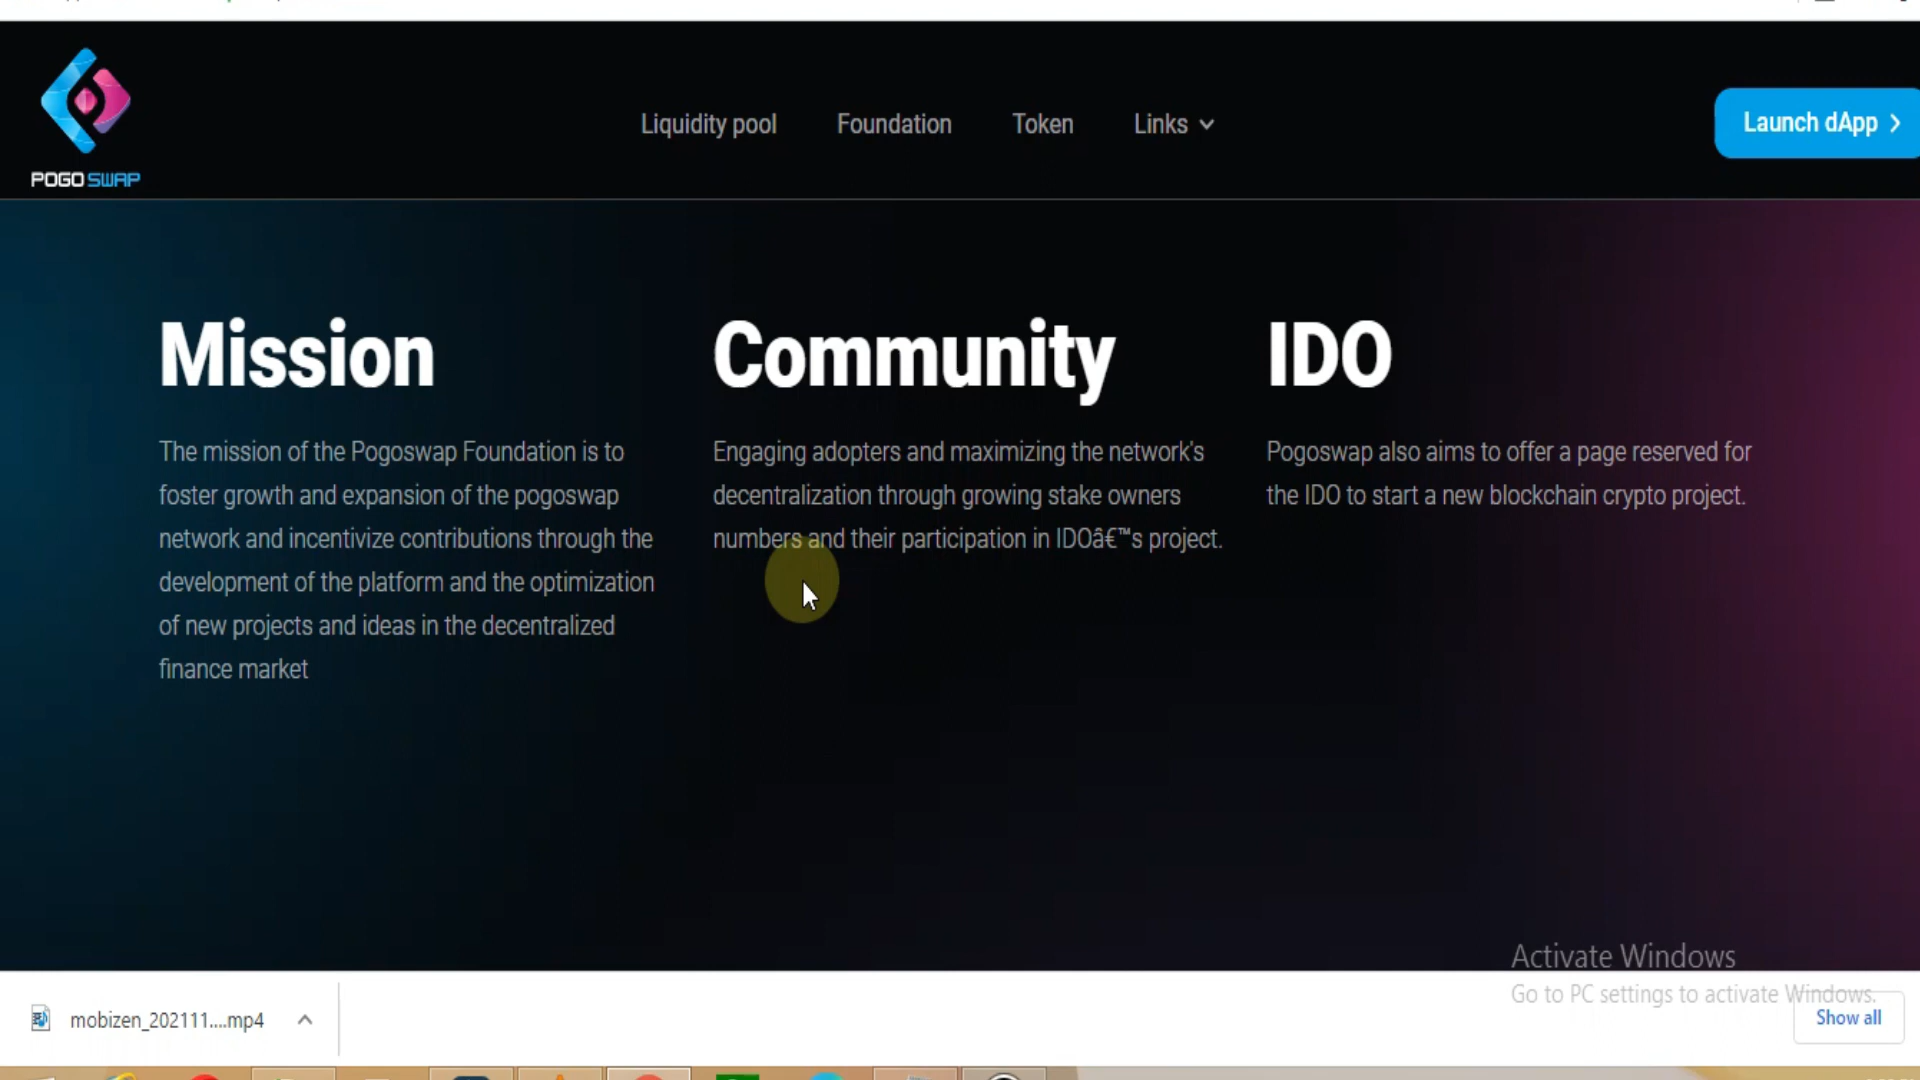 POGO SWAP
Liquidity pool
Foundation
Token
Links
Launch dApp
Mission
The mission of the Pogoswap Foundation is to
foster growth and expansion of the pogoswap
network and incentivize contributions through the
development of the platform and the optimization
of new projects and ideas in the decentralized
finance market
Community
Engaging adopters and maximizing the network's
decentralization through growing stake owners
numbers and their participation in IDOâ€™s project.
IDO
Pogoswap also aims to offer a page reserved for
the IDO to start a new blockchain crypto project.
Activate Windows
Go to PC settings to activate Windows.
mobizen_202111....mp4
Show all